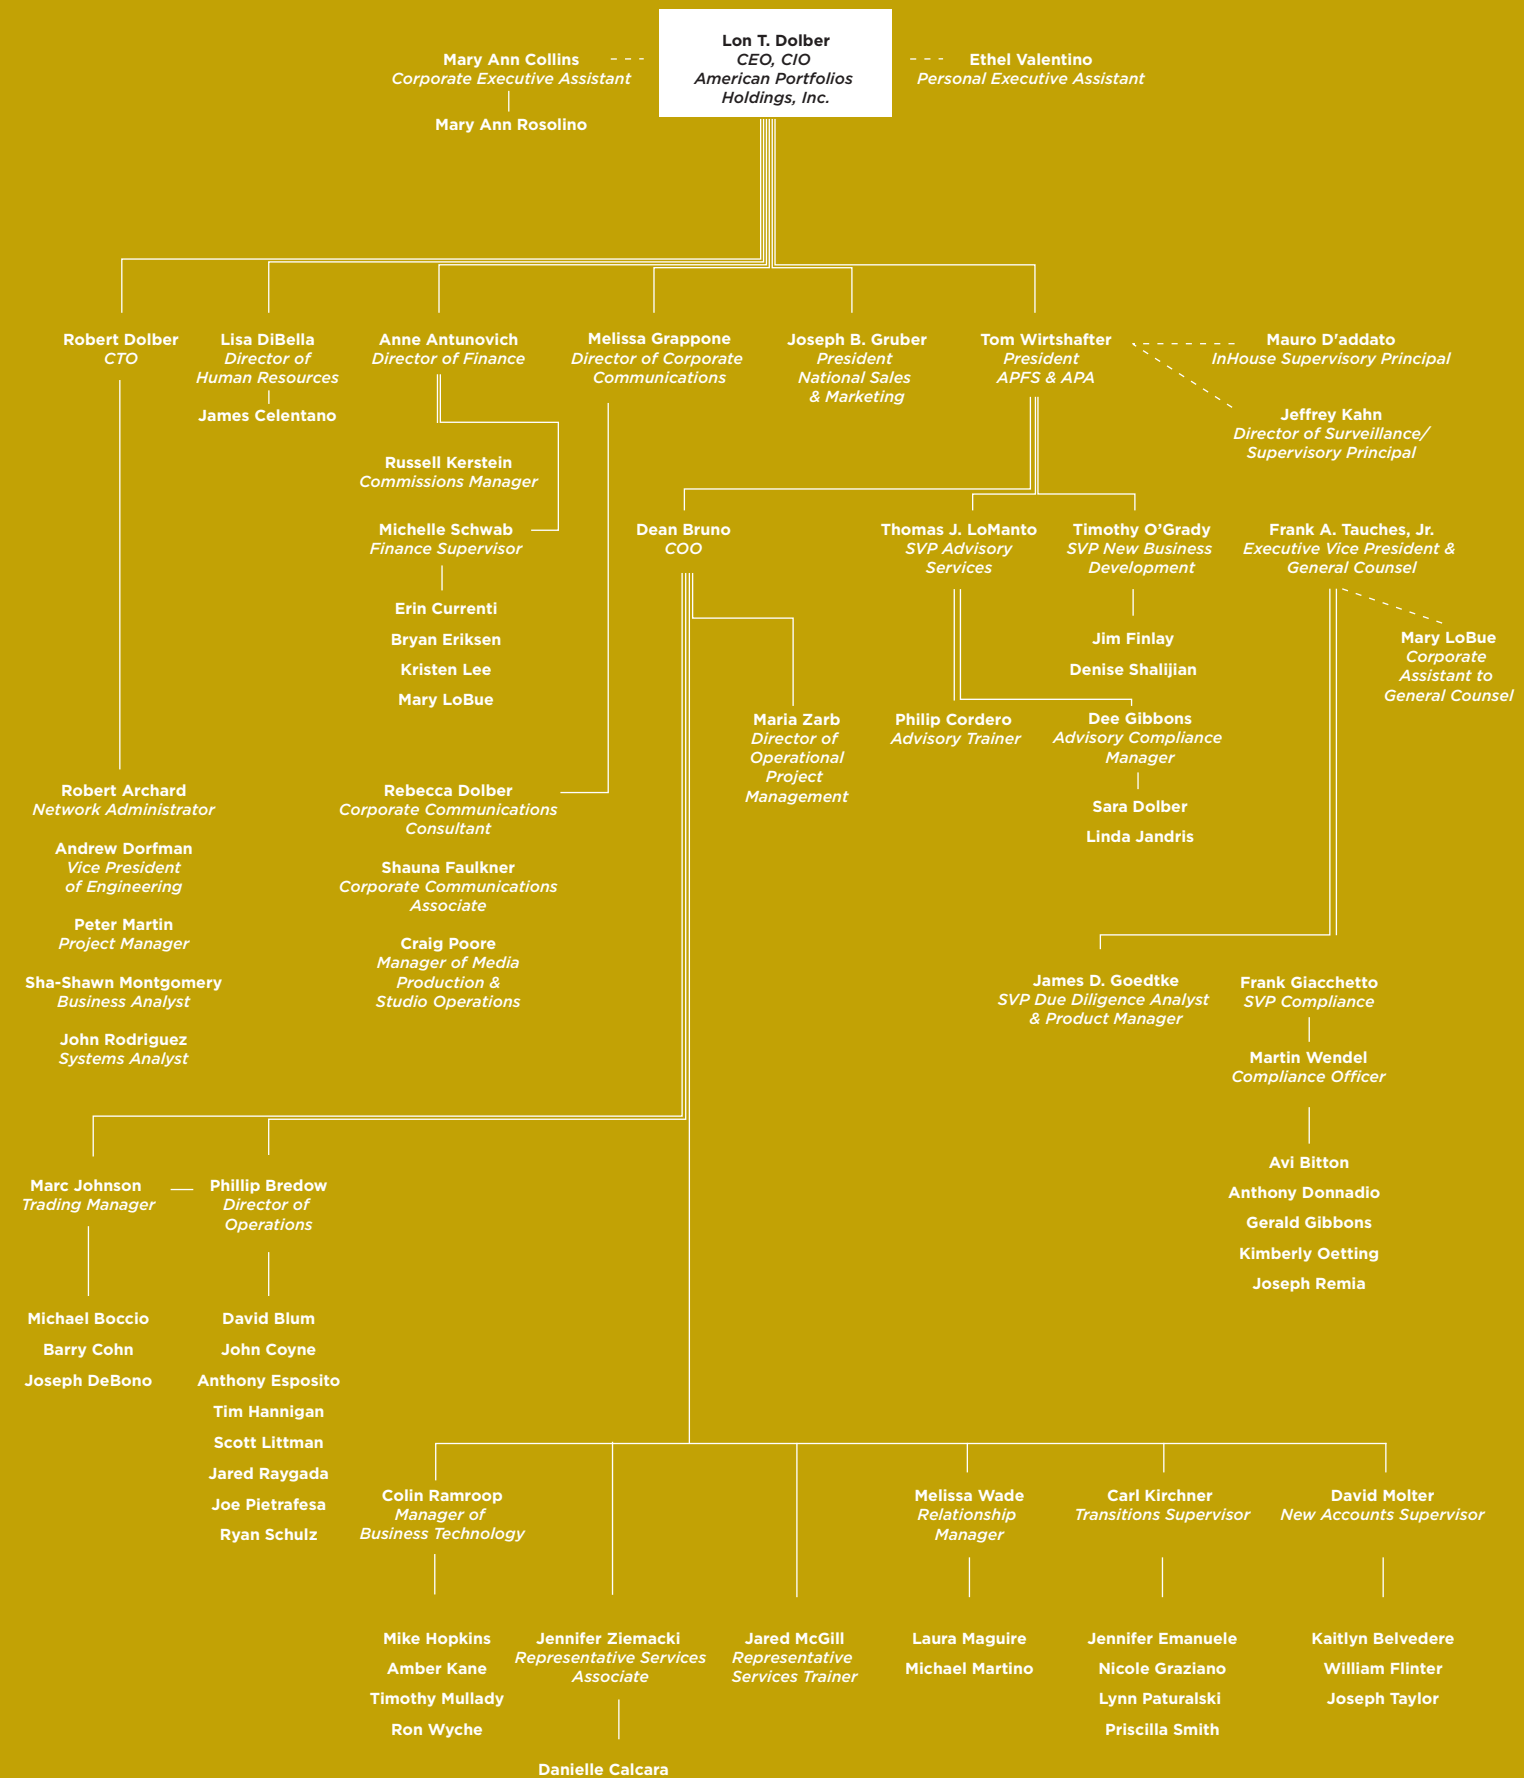 Lon T. Dolber
CEO, CIO
American Portfolios
Holdings, Inc.
Mary Ann Collins
Corporate Executive Assistant
Mary Ann Rosolino
Ethel Valentino
Personal Executive Assistant
Robert Dolber
CTO
Lisa DiBella
Director of
Human Resources
James Celentano
Anne Antunovich
Director of Finance
Melissa Grappone
Director of Corporate
Communications
Joseph B. Gruber
President
National Sales
& Marketing
Tom Wirtshafter
President
APFS & APA
Mauro D'addato
InHouse Supervisory Principal
Jeffrey Kahn
Director of Surveillance/
Supervisory Principal
Russell Kerstein
Commissions Manager
Michelle Schwab
Finance Supervisor
Erin Currenti
Bryan Eriksen
Kristen Lee
Mary LoBue
Dean Bruno
COO
Thomas J. LoManto
SVP Advisory
Services
Timothy O’Grady
SVP New Business
Development
Frank A. Tauches, Jr.
Executive Vice President &
General Counsel
Jim Finlay
Denise Shalijian
Mary LoBue
Corporate
Assistant to
General Counsel
Maria Zarb
Director of
Operational
Project
Management
Philip Cordero
Advisory Trainer
Dee Gibbons
Advisory Compliance
Manager
Sara Dolber
Linda Jandris
Robert Archard
Network Administrator
Andrew Dorfman
Vice President
of Engineering
Peter Martin
Project Manager
Sha-Shawn Montgomery
Business Analyst
John Rodriguez
Systems Analyst
Rebecca Dolber
Corporate Communications
Consultant
Shauna Faulkner
Corporate Communications
Associate
Craig Poore
Manager of Media
Production &
Studio Operations
James D. Goedtke
SVP Due Diligence Analyst
& Product Manager
Frank Giacchetto
SVP Compliance
Martin Wendel
Compliance Officer
Avi Bitton
Anthony Donnadio
Gerald Gibbons
Kimberly Oetting
Joseph Remia
Marc Johnson
Trading Manager
Phillip Bredow
Director of
Operations
Michael Boccio
Barry Cohn
Joseph DeBono
David Blum
John Coyne
Anthony Esposito
Tim Hannigan
Scott Littman
Jared Raygada
Joe Pietrafesa
Ryan Schulz
Colin Ramroop
Manager of
Business Technology
Melissa Wade
Relationship
Manager
Carl Kirchner
Transitions Supervisor
David Molter
New Accounts Supervisor
Mike Hopkins
Amber Kane
Timothy Mullady
Ron Wyche
Jennifer Ziemacki
Representative Services
Associate
Danielle Calcara
Jared McGill
Representative
Services Trainer
Laura Maguire
Michael Martino
Jennifer Emanuele
Nicole Graziano
Lynn Paturalski
Priscilla Smith
Kaitlyn Belvedere
William Flinter
Joseph Taylor